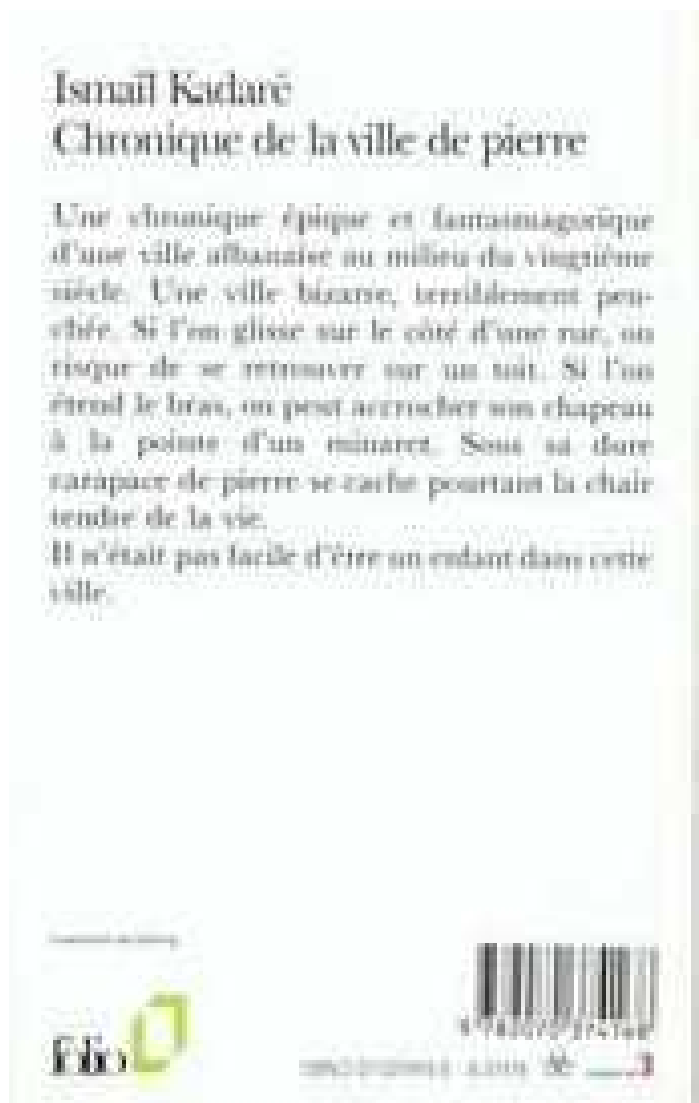 Ismaïl Kadaré
Chronique de la ville de pierre
Une chronique épique et fantasmagorique
d'une ville albanaise au milieu du vingtième
siècle. Une ville bizarre, terriblement pen-
chée. Si l'on glisse sur le côté d'une rue, on
risque de se retrouver sur un toit. Si l'on
étend le bras, on peut accrocher son chapeau
à la pointe d'un minaret. Sous sa dure
carapace de pierre se cache pourtant la chair
tendre de la vie.
Il n'était pas facile d'être un enfant dans cette
ville.
folio